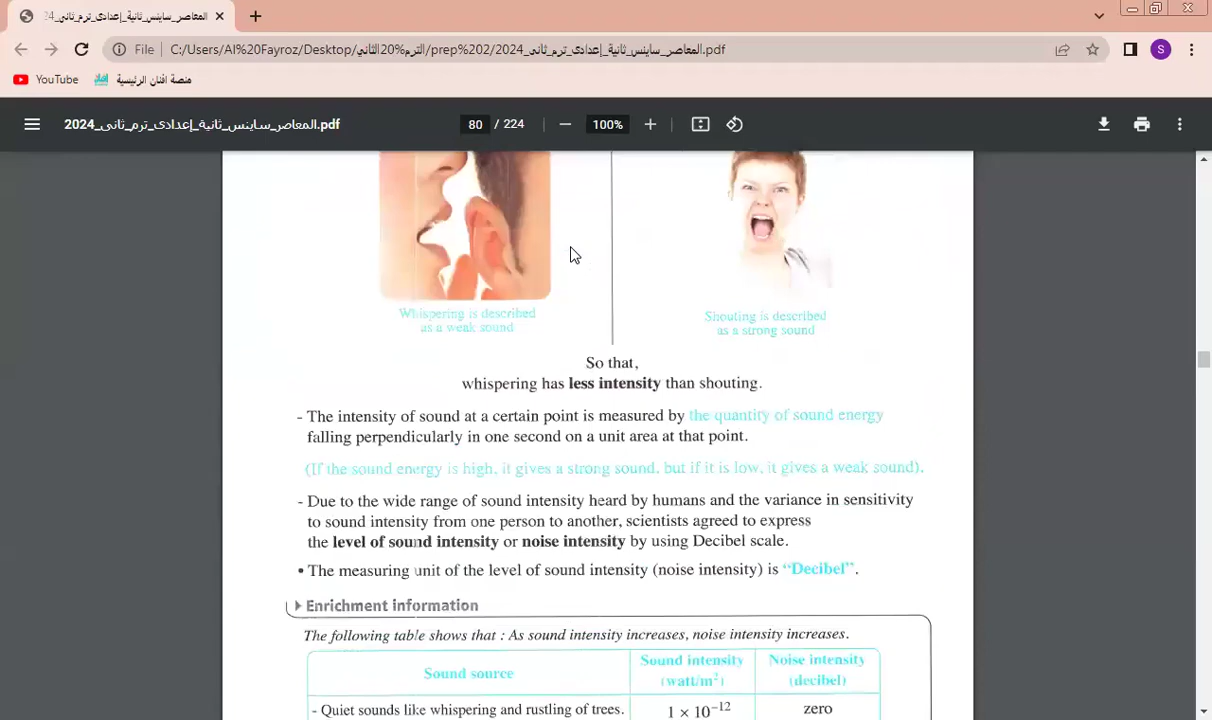 المعاصر_ساينس_ثانية_إعدادى_ترم_ثانى_24
File C:/Users/Al%20Fayroz/Desktop/الترم%20الثاني/prep%202/2024_المعاصر_ساينس_ثانية_إعدادى_ترم_ثانى.pdf S
YouTube منصة اقنان الرئيسية
2024_المعاصر_ساينس_ثانية_إعدادى_ترم_ثانى.pdf 80 / 224 100%
Whispering is described
as a weak sound
Shouting is described
as a strong sound
So that,
whispering has less intensity than shouting.
- The intensity of sound at a certain point is measured by the quantity of sound energy
falling perpendicularly in one second on a unit area at that point.
(If the sound energy is high, it gives a strong sound, but if it is low, it gives a weak sound).
- Due to the wide range of sound intensity heard by humans and the variance in sensitivity
to sound intensity from one person to another, scientists agreed to express
the level of sound intensity or noise intensity by using Decibel scale.
• The measuring unit of the level of sound intensity (noise intensity) is "Decibel".
Enrichment information
The following table shows that : As sound intensity increases, noise intensity increases.
Sound source
Sound intensity
(watt/m²)
Noise intensity
(decibel)
- Quiet sounds like whispering and rustling of trees. 1 × 10⁻¹² zero